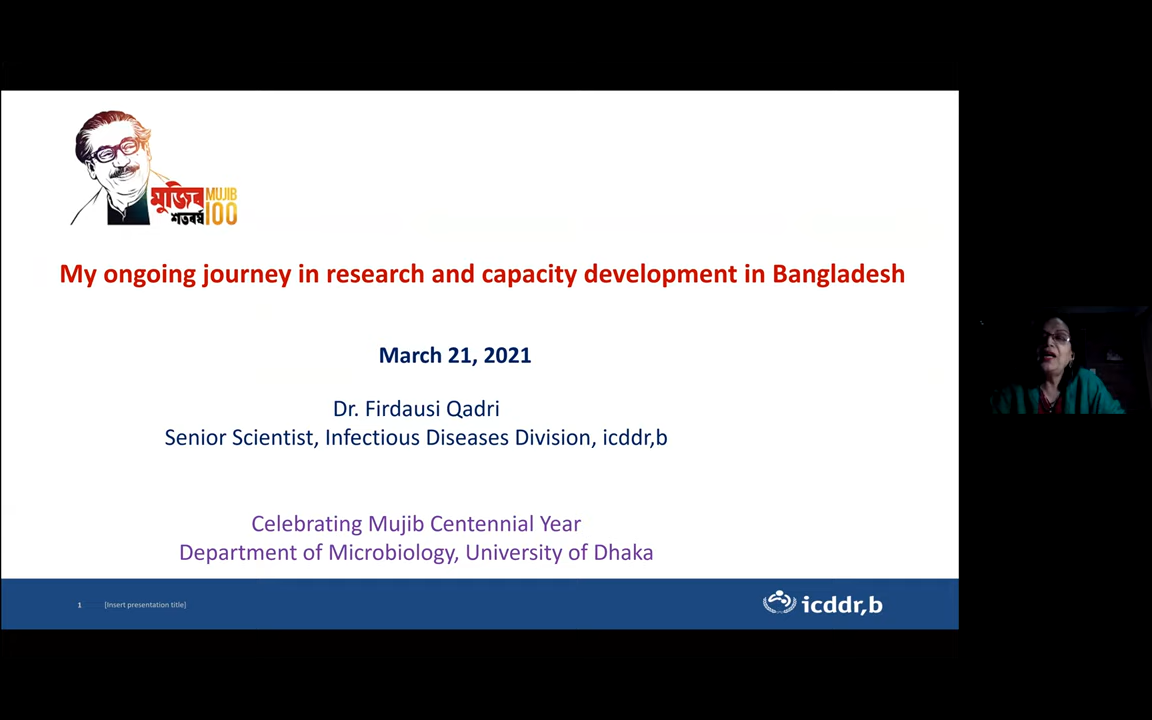 মুজিব MUJIB
শতবর্ষ 100
My ongoing journey in research and capacity development in Bangladesh
March 21, 2021
Dr. Firdausi Qadri
Senior Scientist, Infectious Diseases Division, icddr,b
Celebrating Mujib Centennial Year
Department of Microbiology, University of Dhaka
1 [Insert presentation title] icddr,b